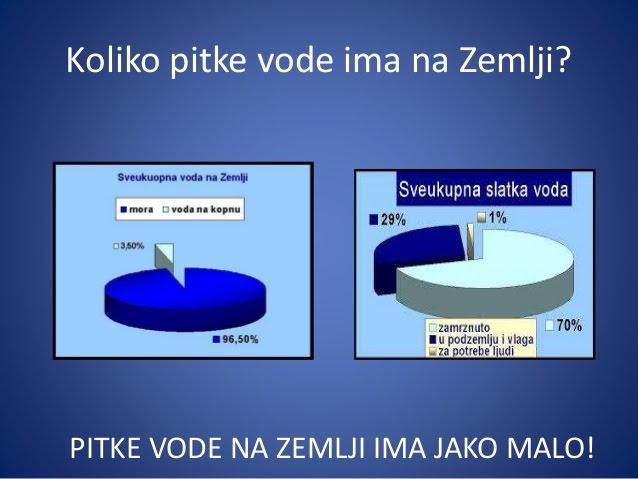 Koliko pitke vode ima na Zemlji?
Sveukuopna voda na Zemlji
mora voda na kopnu
3,50%
96,50%
Sveukupna slatka voda
29%
1%
70%
zamrznuto
u podzemlju i vlaga
za potrebe ljudi
PITKE VODE NA ZEMLJI IMA JAKO MALO!